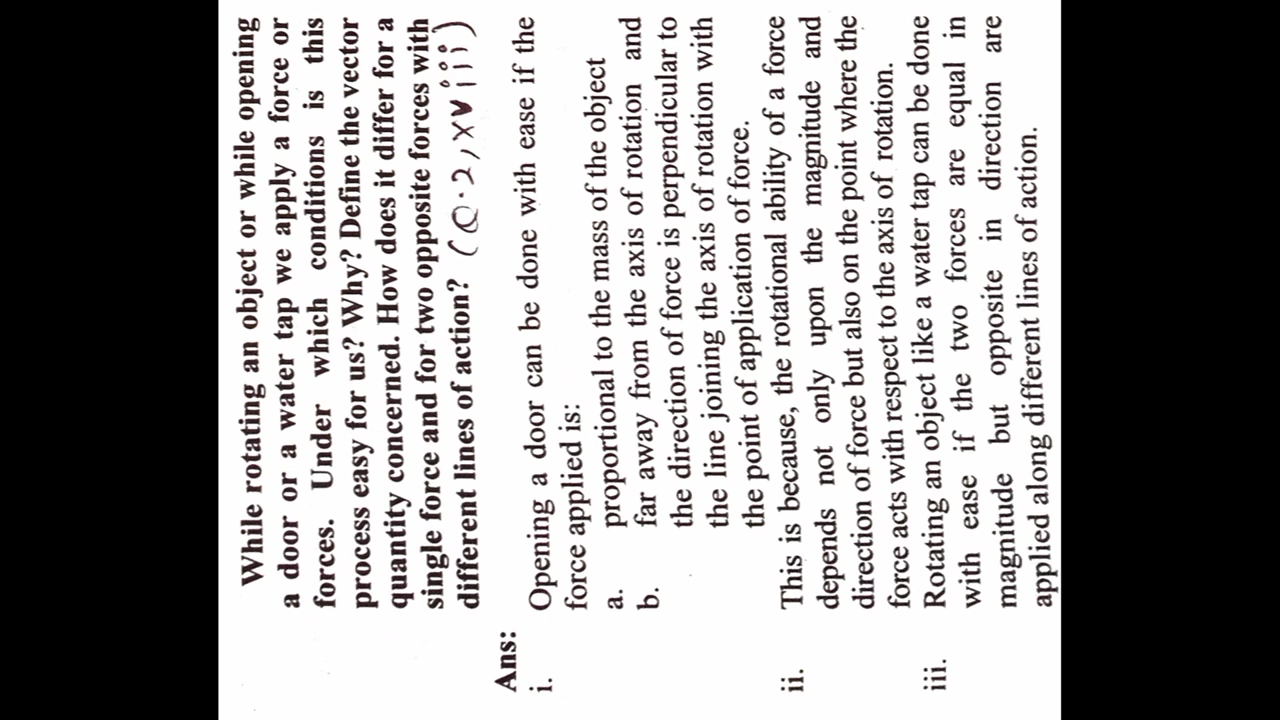 While rotating an object or while opening
a door or a water tap we apply a force or
forces. Under which conditions is this
process easy for us? Why? Define the vector
quantity concerned. How does it differ for a
single force and for two opposite forces with
different lines of action? (Q.2,xviii)
Ans:
i. Opening a door can be done with ease if the
force applied is:
a. proportional to the mass of the object
b. far away from the axis of rotation and
the direction of force is perpendicular to
the line joining the axis of rotation with
the point of application of force.
ii. This is because, the rotational ability of a force
depends not only upon the magnitude and
direction of force but also on the point where the
force acts with respect to the axis of rotation.
iii. Rotating an object like a water tap can be done
with ease if the two forces are equal in
magnitude but opposite in direction are
applied along different lines of action.